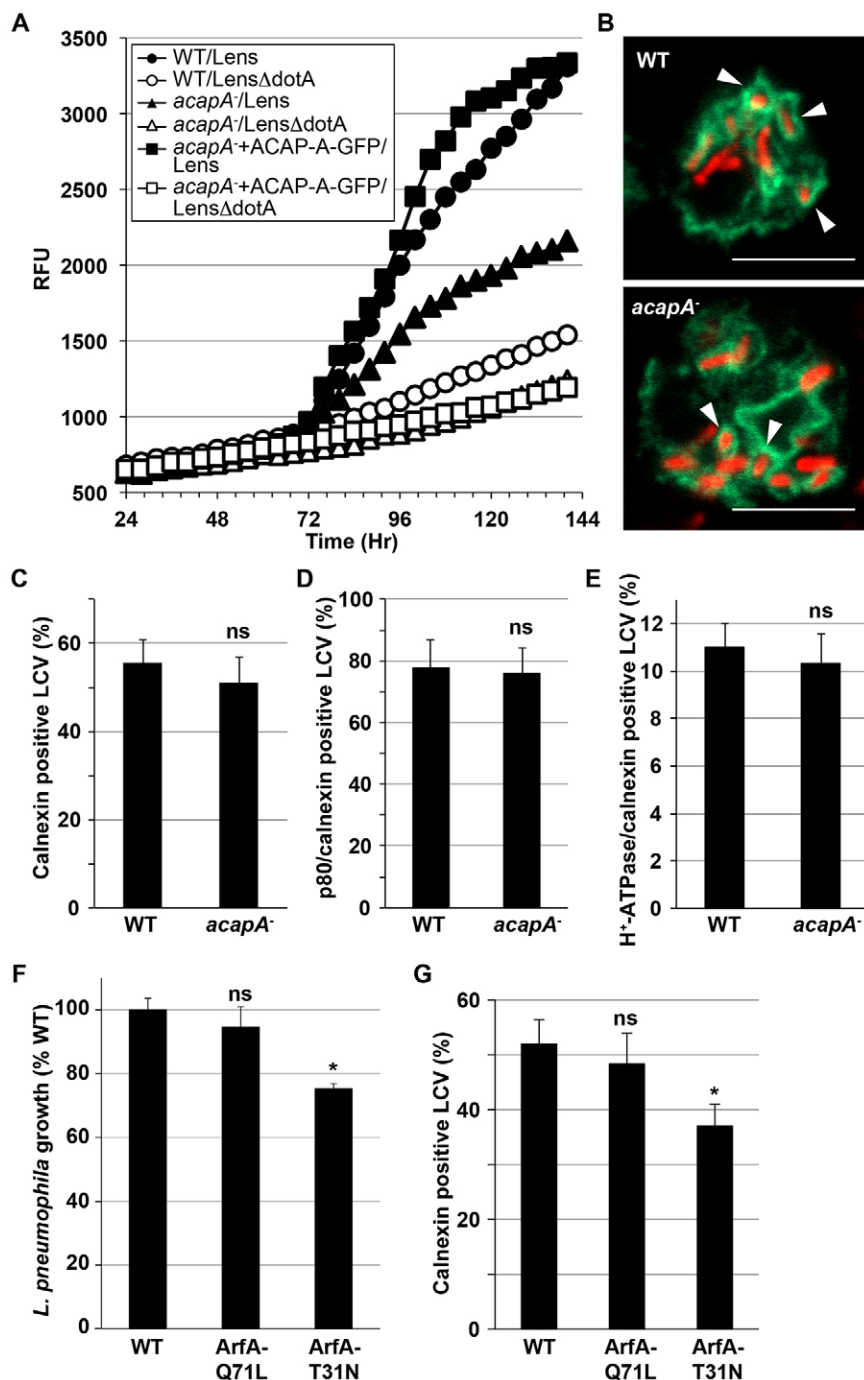 A
3500
3000
2500
2000
1500
1000
500
RFU
24
48
72
96
120
144
Time (Hr)
WT/Lens
WT/LensΔdotA
acapA⁻/Lens
acapA⁻/LensΔdotA
acapA⁻+ACAP-A-GFP/
Lens
acapA⁻+ACAP-A-GFP/
LensΔdotA
B
WT
acapA⁻
C
Calnexin positive LCV (%)
60
40
20
0
ns
WT
acapA⁻
D
p80/calnexin positive LCV (%)
100
80
60
40
20
0
ns
WT
acapA⁻
E
H⁺-ATPase/calnexin positive LCV (%)
12
10
8
6
4
2
0
ns
WT
acapA⁻
F
L. pneumophila growth (% WT)
100
80
60
40
20
0
ns
*
WT
ArfA-
Q71L
ArfA-
T31N
G
Calnexin positive LCV (%)
60
40
20
0
ns
*
WT
ArfA-
Q71L
ArfA-
T31N